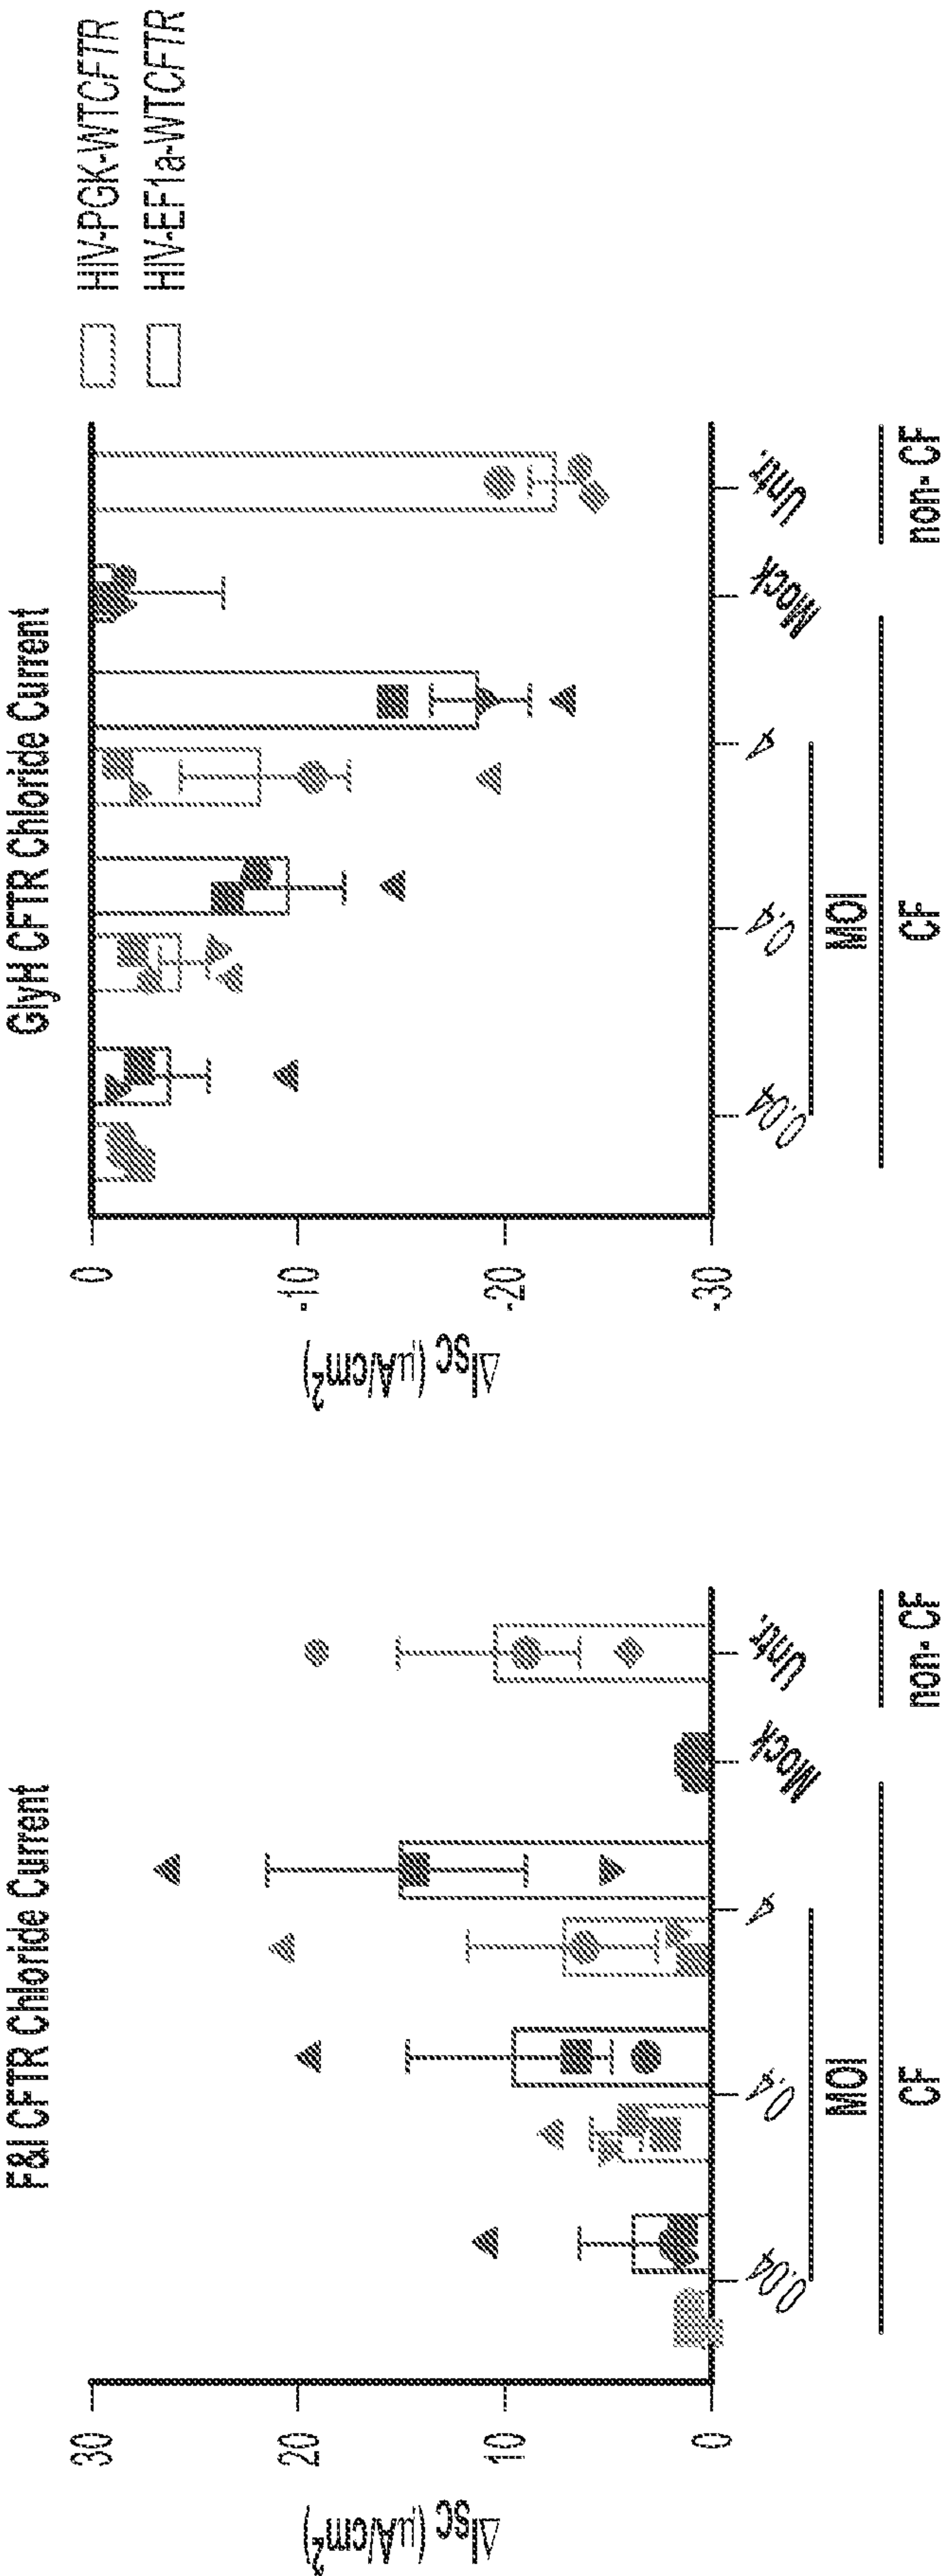 F&I CFTR Chloride Current
ΔIsc (μA/cm²)
30
20
10
0
0.04
0.4
4
Mock
Untr.
MOI
CF
non-CF
GlyH CFTR Chloride Current
ΔIsc (μA/cm²)
0
-10
-20
-30
0.04
0.4
4
Mock
Untr.
MOI
CF
non-CF
HIV-PGK-WTCFTR
HIV-EF1a-WTCFTR